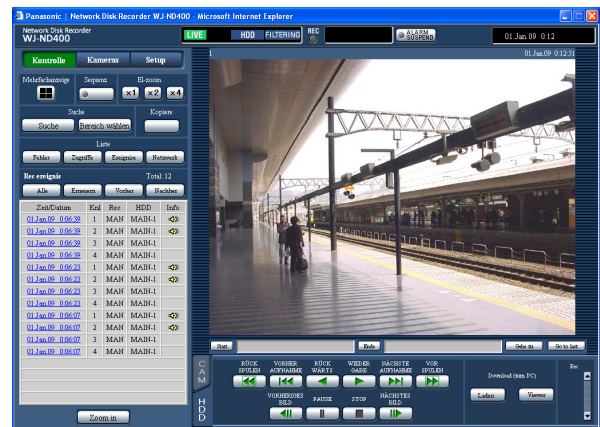 Panasonic | Network Disk Recorder WJ-ND400 - Microsoft Internet Explorer
Network Disk Recorder
WJ-ND400
LIVE HDD FILTERING REC ALARM SUSPEND 01.Jan.09 0:12
Kontrolle Kameras Setup
1 01.Jan.09 0:12:51
Mehrfachanzeige Sequenz El-zoom
x1 x2 x4
Suche Kopiere
Suche Bereich wählen
Liste
Fehler Zugriffe Ereignise Netzwerk
Rec ereignis Total: 12
Alle Erneuern Vorher Nachher
Zeit/Datum Knl Rec HDD Info
01.Jan.09 0:06:39 1 MAN MAIN-1
01.Jan.09 0:06:39 2 MAN MAIN-1
01.Jan.09 0:06:39 3 MAN MAIN-1
01.Jan.09 0:06:39 4 MAN MAIN-1
01.Jan.09 0:06:23 1 MAN MAIN-1
01.Jan.09 0:06:23 2 MAN MAIN-1
01.Jan.09 0:06:23 3 MAN MAIN-1
01.Jan.09 0:06:23 4 MAN MAIN-1
01.Jan.09 0:06:07 1 MAN MAIN-1
01.Jan.09 0:06:07 2 MAN MAIN-1
01.Jan.09 0:06:07 3 MAN MAIN-1
01.Jan.09 0:06:07 4 MAN MAIN-1
Zoom in
Start Ende Gehe zu Go to last
CAM
HDD
RÜCK SPULEN VORHER AUFNAHME RÜCK WÄRTS WIEDER GABE NÄCHSTE AUFNAHME VOR SPULEN
VORHERIGES BILD PAUSE STOP NÄCHSTES BILD
Download (zum PC)
Laden Viewer
Rec